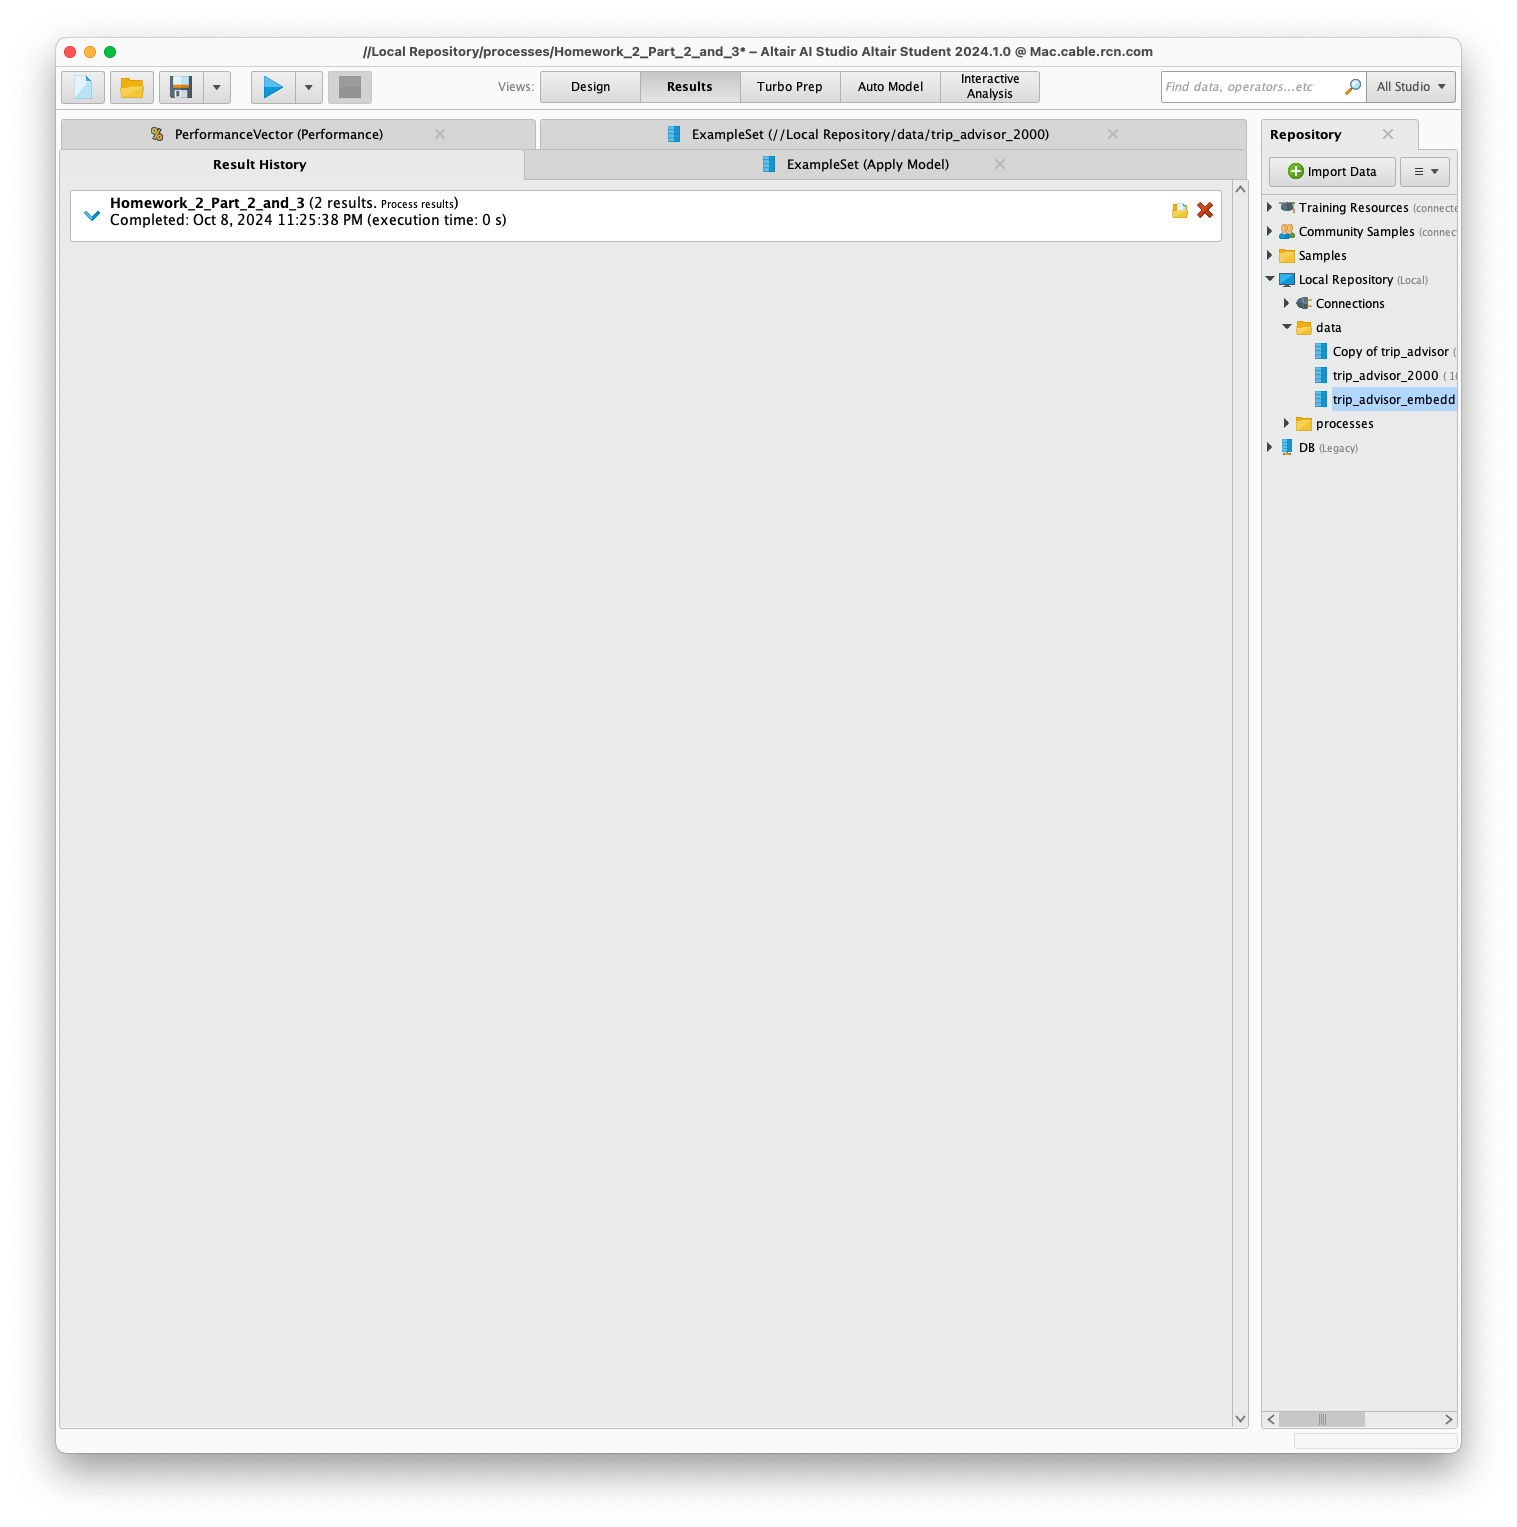 //Local Repository/processes/Homework_2_Part_2_and_3* – Altair AI Studio Altair Student 2024.1.0 @ Mac.cable.rcn.com
Views:
Design
Results
Turbo Prep
Auto Model
Interactive
Analysis
Find data, operators...etc
All Studio
PerformanceVector (Performance)
ExampleSet (//Local Repository/data/trip_advisor_2000)
Result History
ExampleSet (Apply Model)
Homework_2_Part_2_and_3 (2 results. Process results)
Completed: Oct 8, 2024 11:25:38 PM (execution time: 0 s)
Repository
Import Data
Training Resources (connecte
Community Samples (connec
Samples
Local Repository (Local)
Connections
data
Copy of trip_advisor (
trip_advisor_2000 ( 10
trip_advisor_embedd
processes
DB (Legacy)